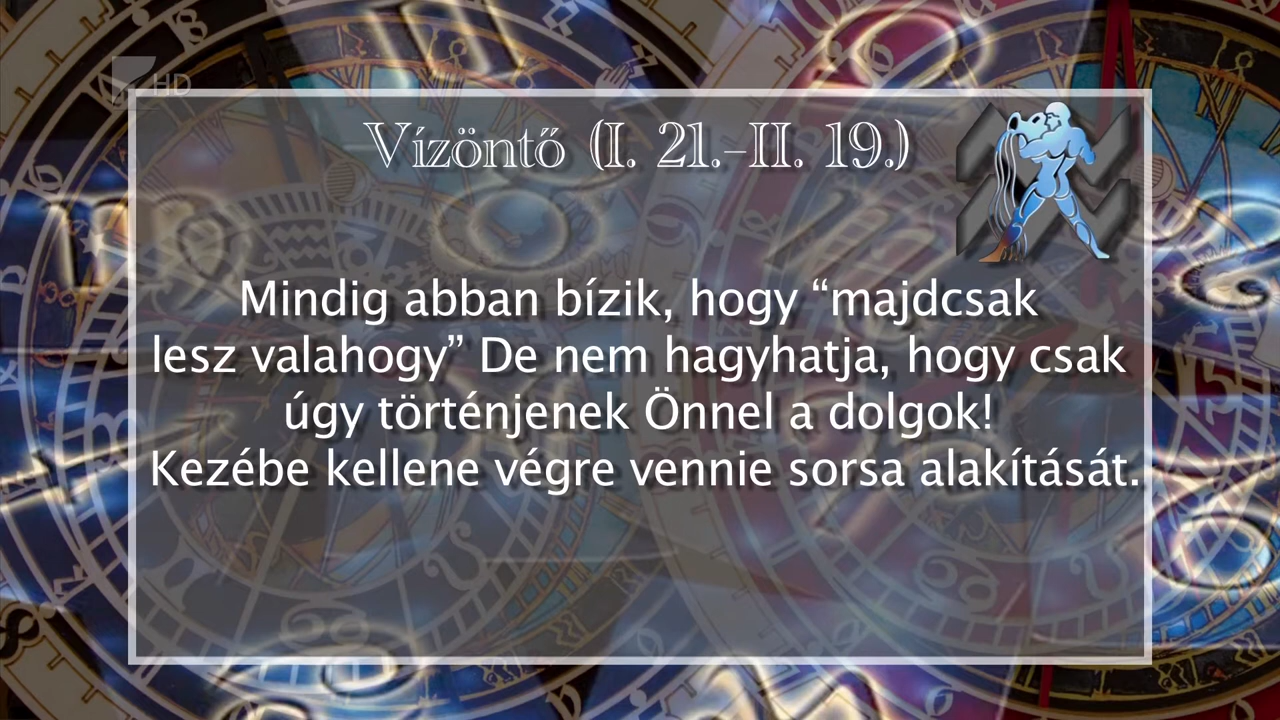 HD
Vízöntő (I. 21.-II. 19.)
Mindig abban bízik, hogy “majdcsak
lesz valahogy” De nem hagyhatja, hogy csak
úgy történjenek Önnel a dolgok!
Kezébe kellene végre vennie sorsa alakítását.